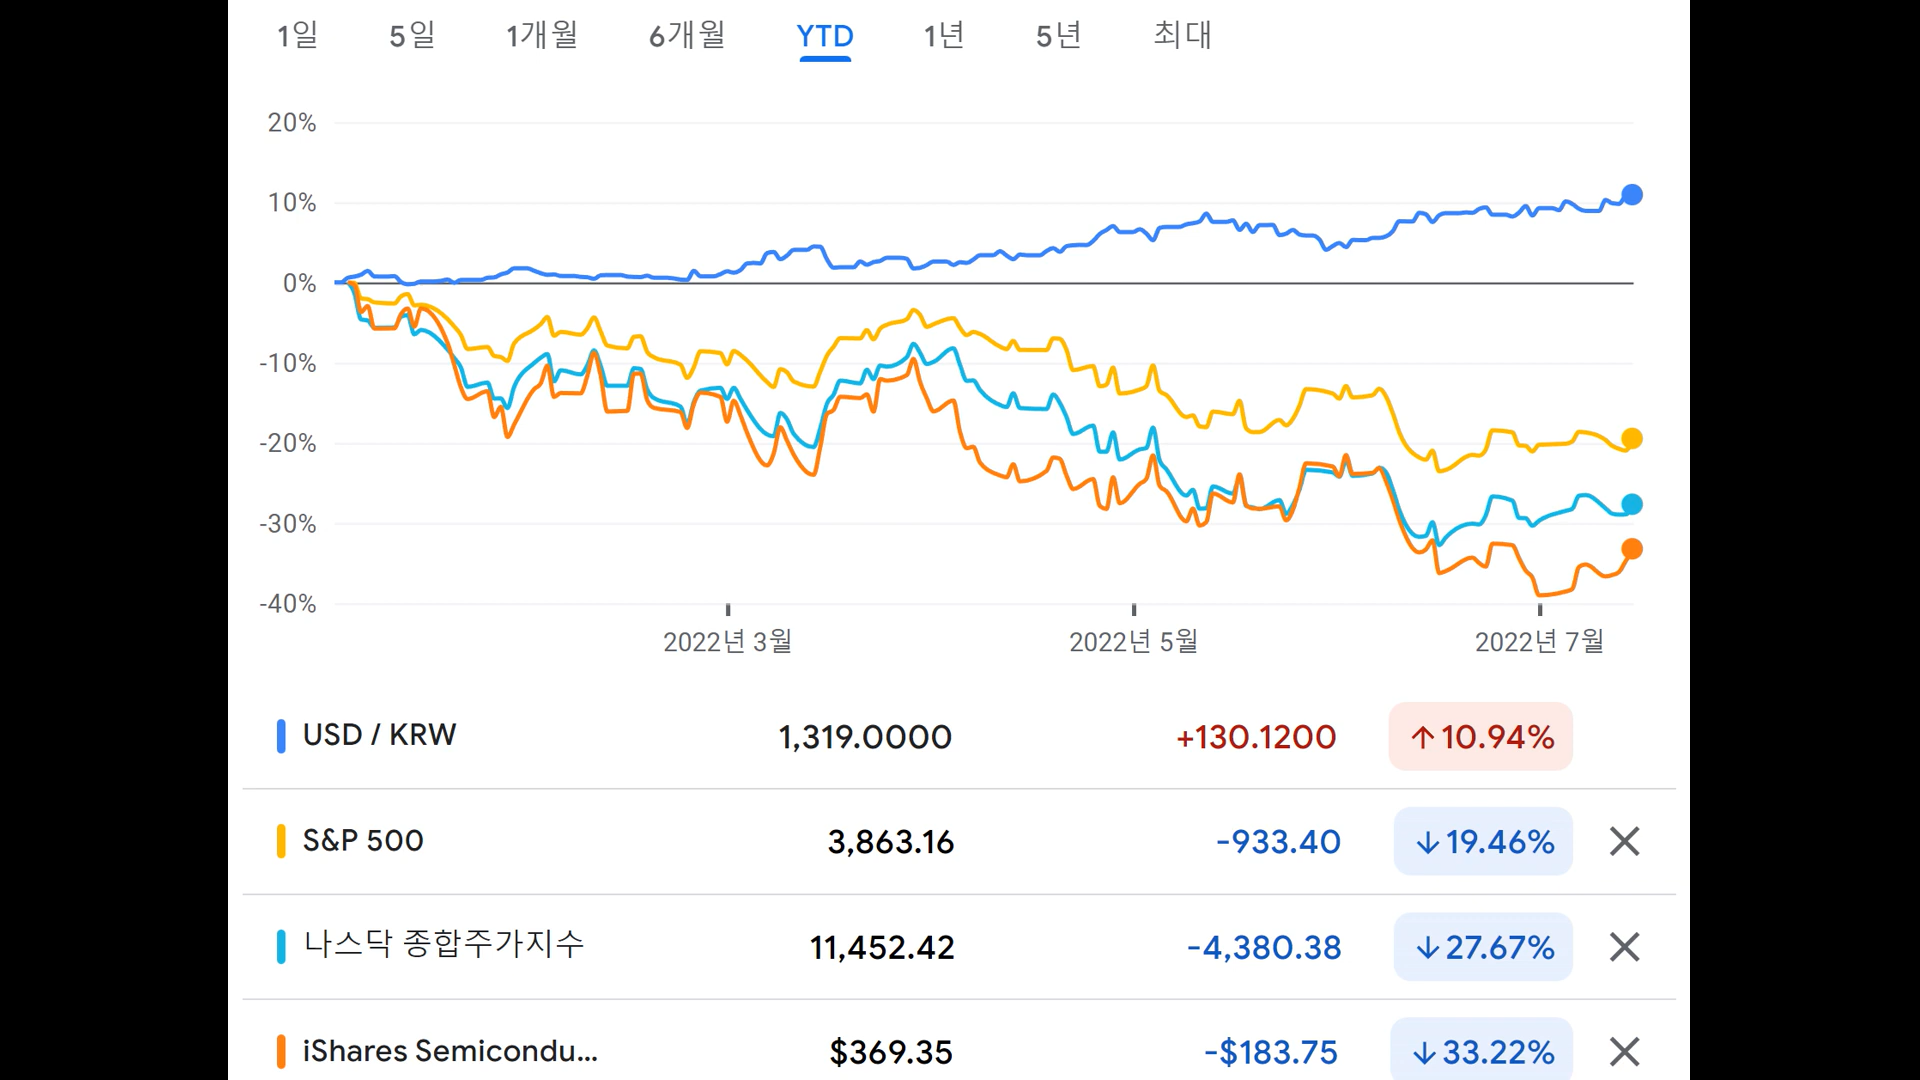 1일 5일 1개월 6개월 YTD 1년 5년 최대
20%
10%
0%
-10%
-20%
-30%
-40%
2022년 3월 2022년 5월 2022년 7월
USD / KRW 1,319.0000 +130.1200 ↑10.94%
S&P 500 3,863.16 -933.40 ↓19.46%
나스닥 종합주가지수 11,452.42 -4,380.38 ↓27.67%
iShares Semicondu... $369.35 -$183.75 ↓33.22%